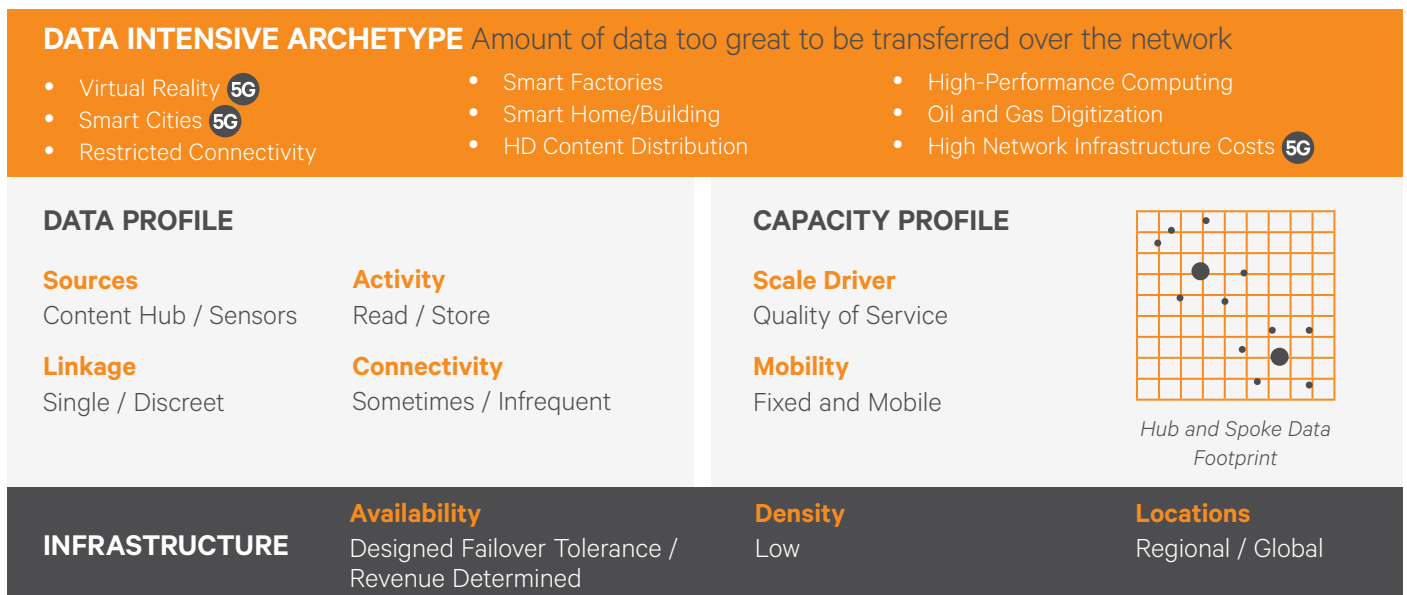 DATA INTENSIVE ARCHETYPE Amount of data too great to be transferred over the network
• Virtual Reality 5G
• Smart Cities 5G
• Restricted Connectivity
• Smart Factories
• Smart Home/Building
• HD Content Distribution
• High-Performance Computing
• Oil and Gas Digitization
• High Network Infrastructure Costs 5G
DATA PROFILE
Sources
Content Hub / Sensors
Activity
Read / Store
Linkage
Single / Discreet
Connectivity
Sometimes / Infrequent
CAPACITY PROFILE
Scale Driver
Quality of Service
Mobility
Fixed and Mobile
Hub and Spoke Data
Footprint
INFRASTRUCTURE
Availability
Designed Failover Tolerance /
Revenue Determined
Density
Low
Locations
Regional / Global